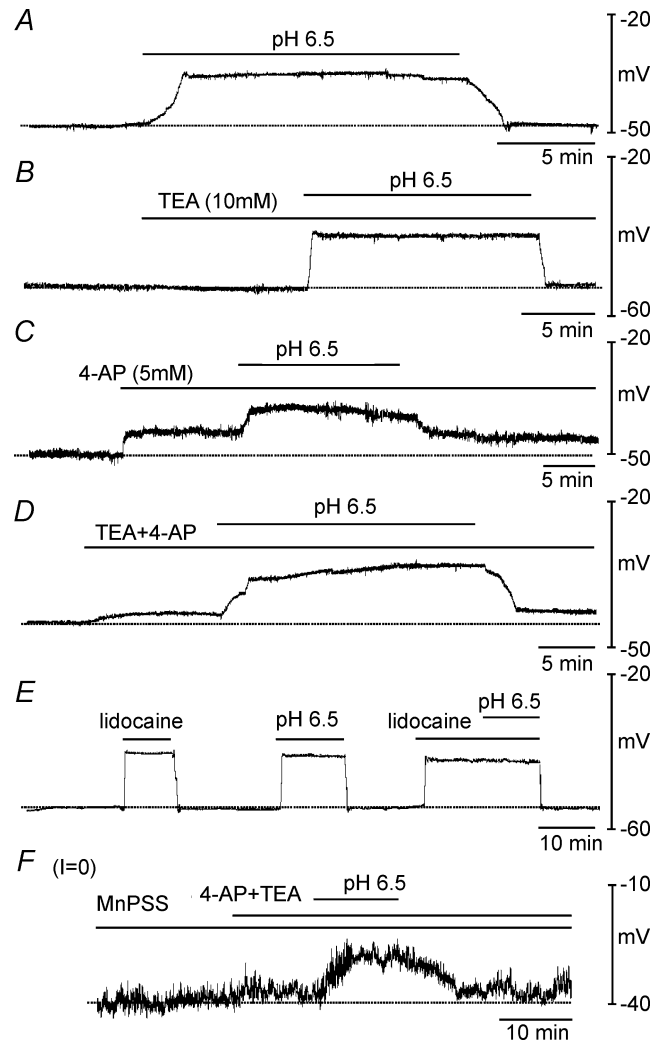 A
pH 6.5
-20
mV
-50
5 min
B
TEA (10mM)
pH 6.5
-20
mV
-60
5 min
C
4-AP (5mM)
pH 6.5
-20
mV
-50
5 min
D
TEA+4-AP
pH 6.5
-20
mV
-50
5 min
E
lidocaine
pH 6.5
lidocaine
pH 6.5
-20
mV
-60
10 min
F (I=0)
MnPSS
4-AP+TEA
pH 6.5
-10
mV
-40
10 min